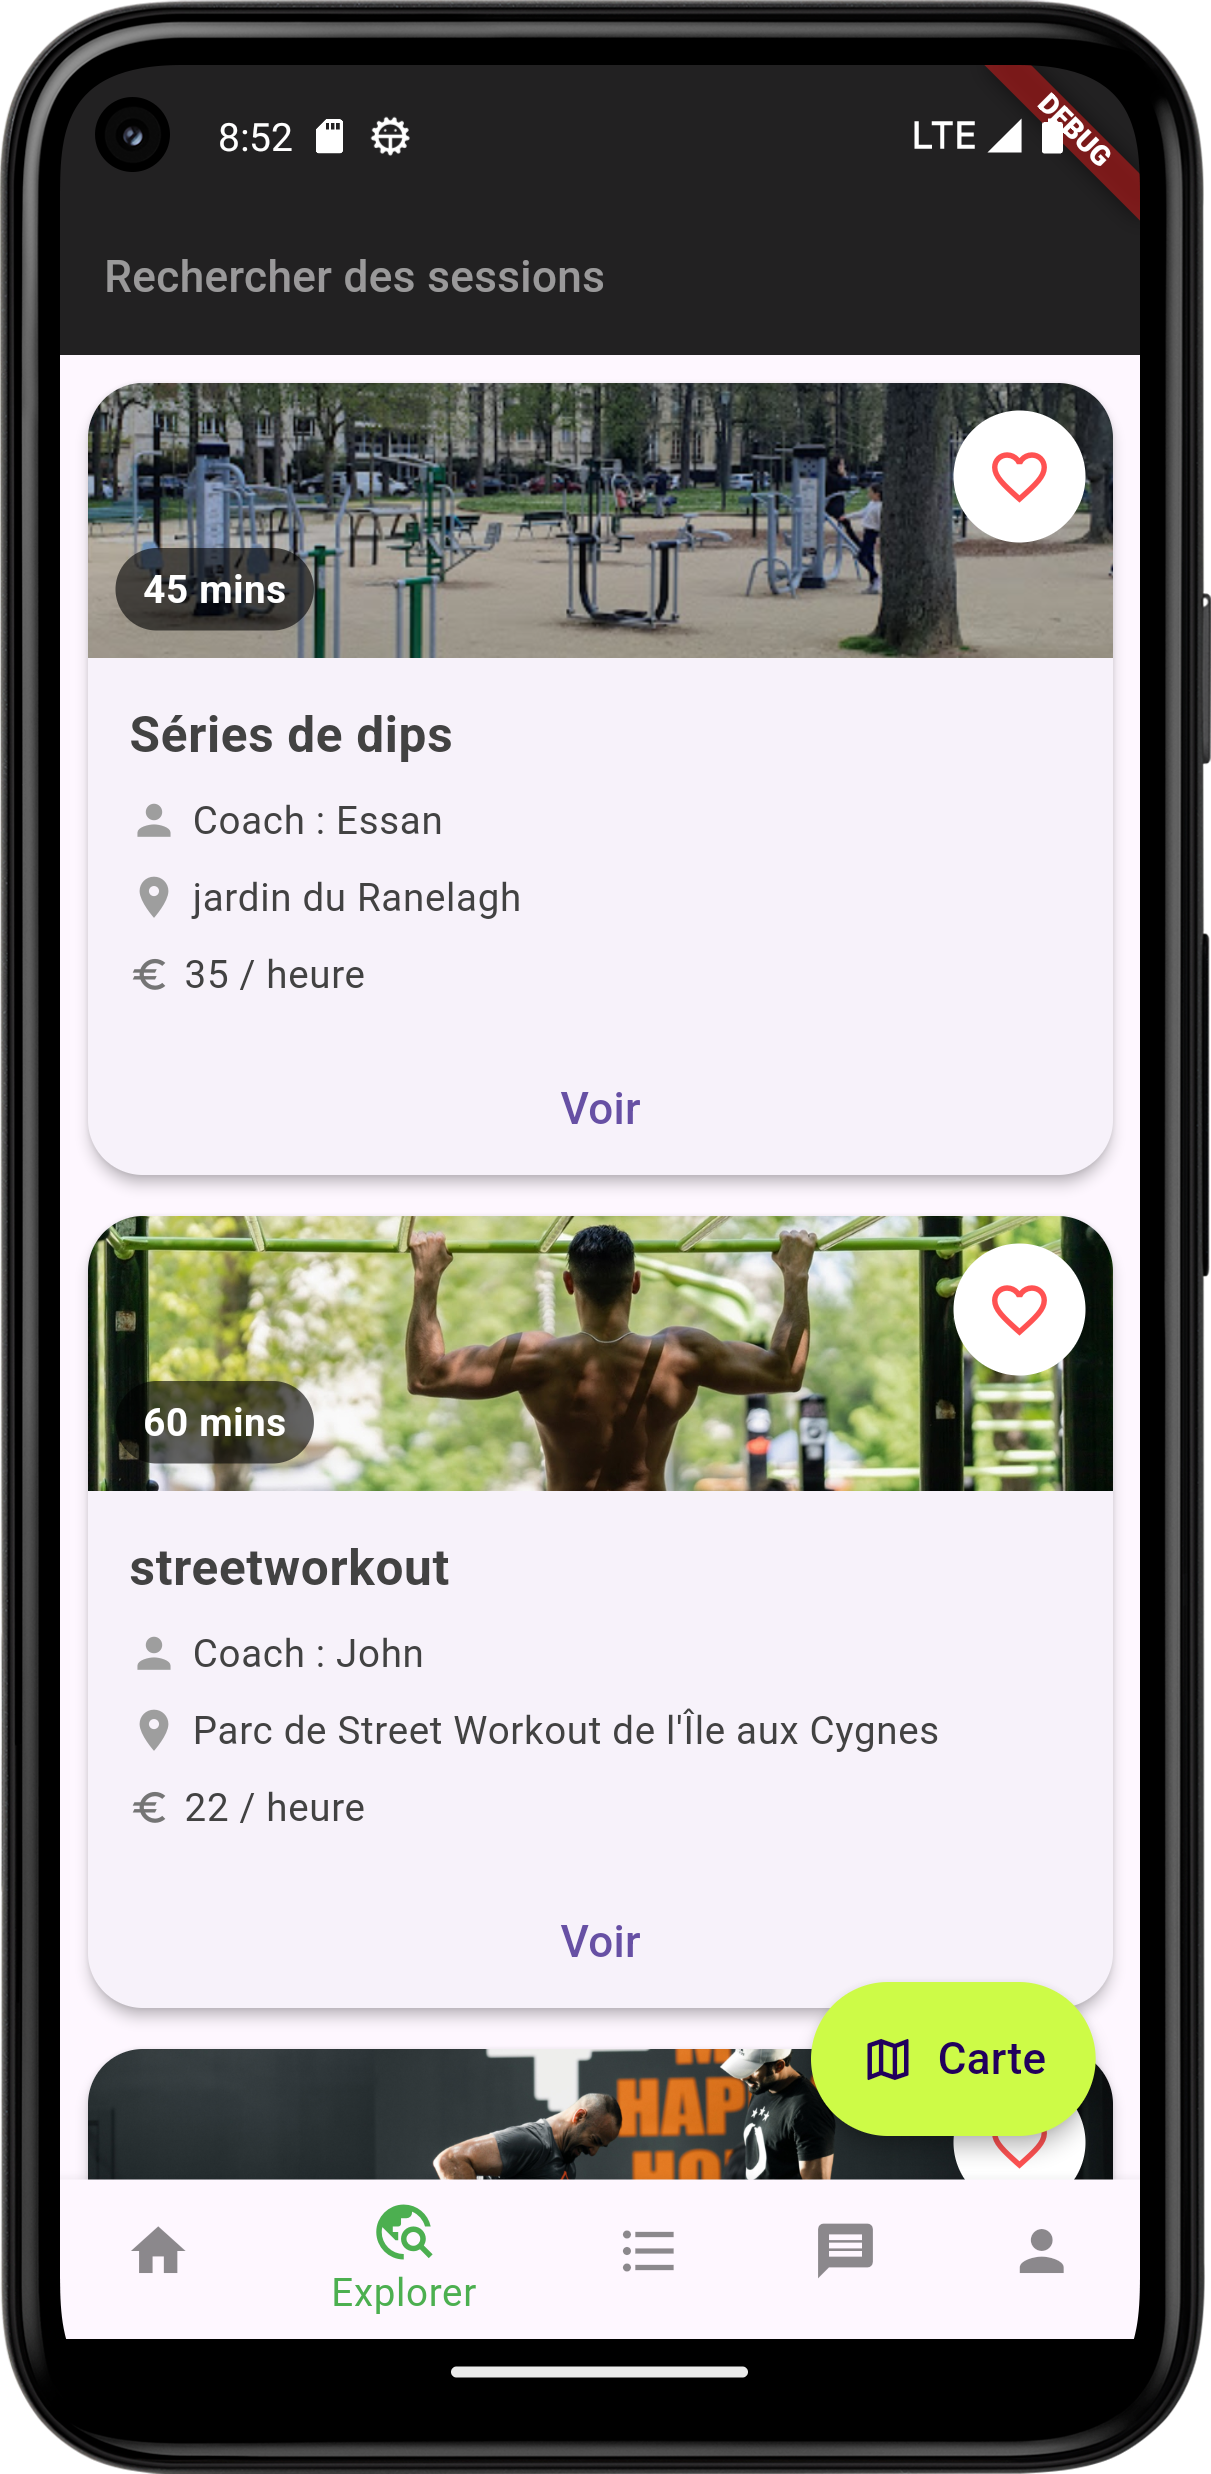 8:52
LTE
DEBUG
Rechercher des sessions
45 mins
Séries de dips
Coach : Essan
jardin du Ranelagh
€ 35 / heure
Voir
60 mins
streetworkout
Coach : John
Parc de Street Workout de l'Île aux Cygnes
€ 22 / heure
Voir
Carte
HAP
HO
Explorer